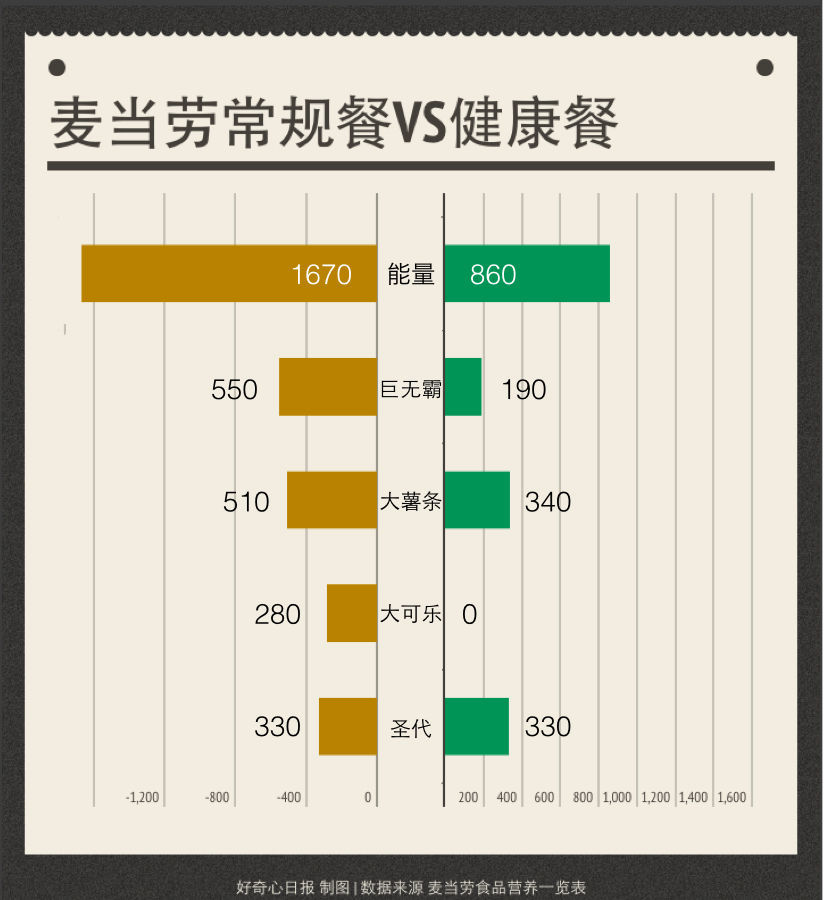 麦当劳常规餐VS健康餐
1670 能量 860
550 巨无霸 190
510 大薯条 340
280 大可乐 0
330 圣代 330
-1,200 -800 -400 0 200 400 600 800 1,000 1,200 1,400 1,600
好奇心日报 制图 | 数据来源 麦当劳食品营养一览表